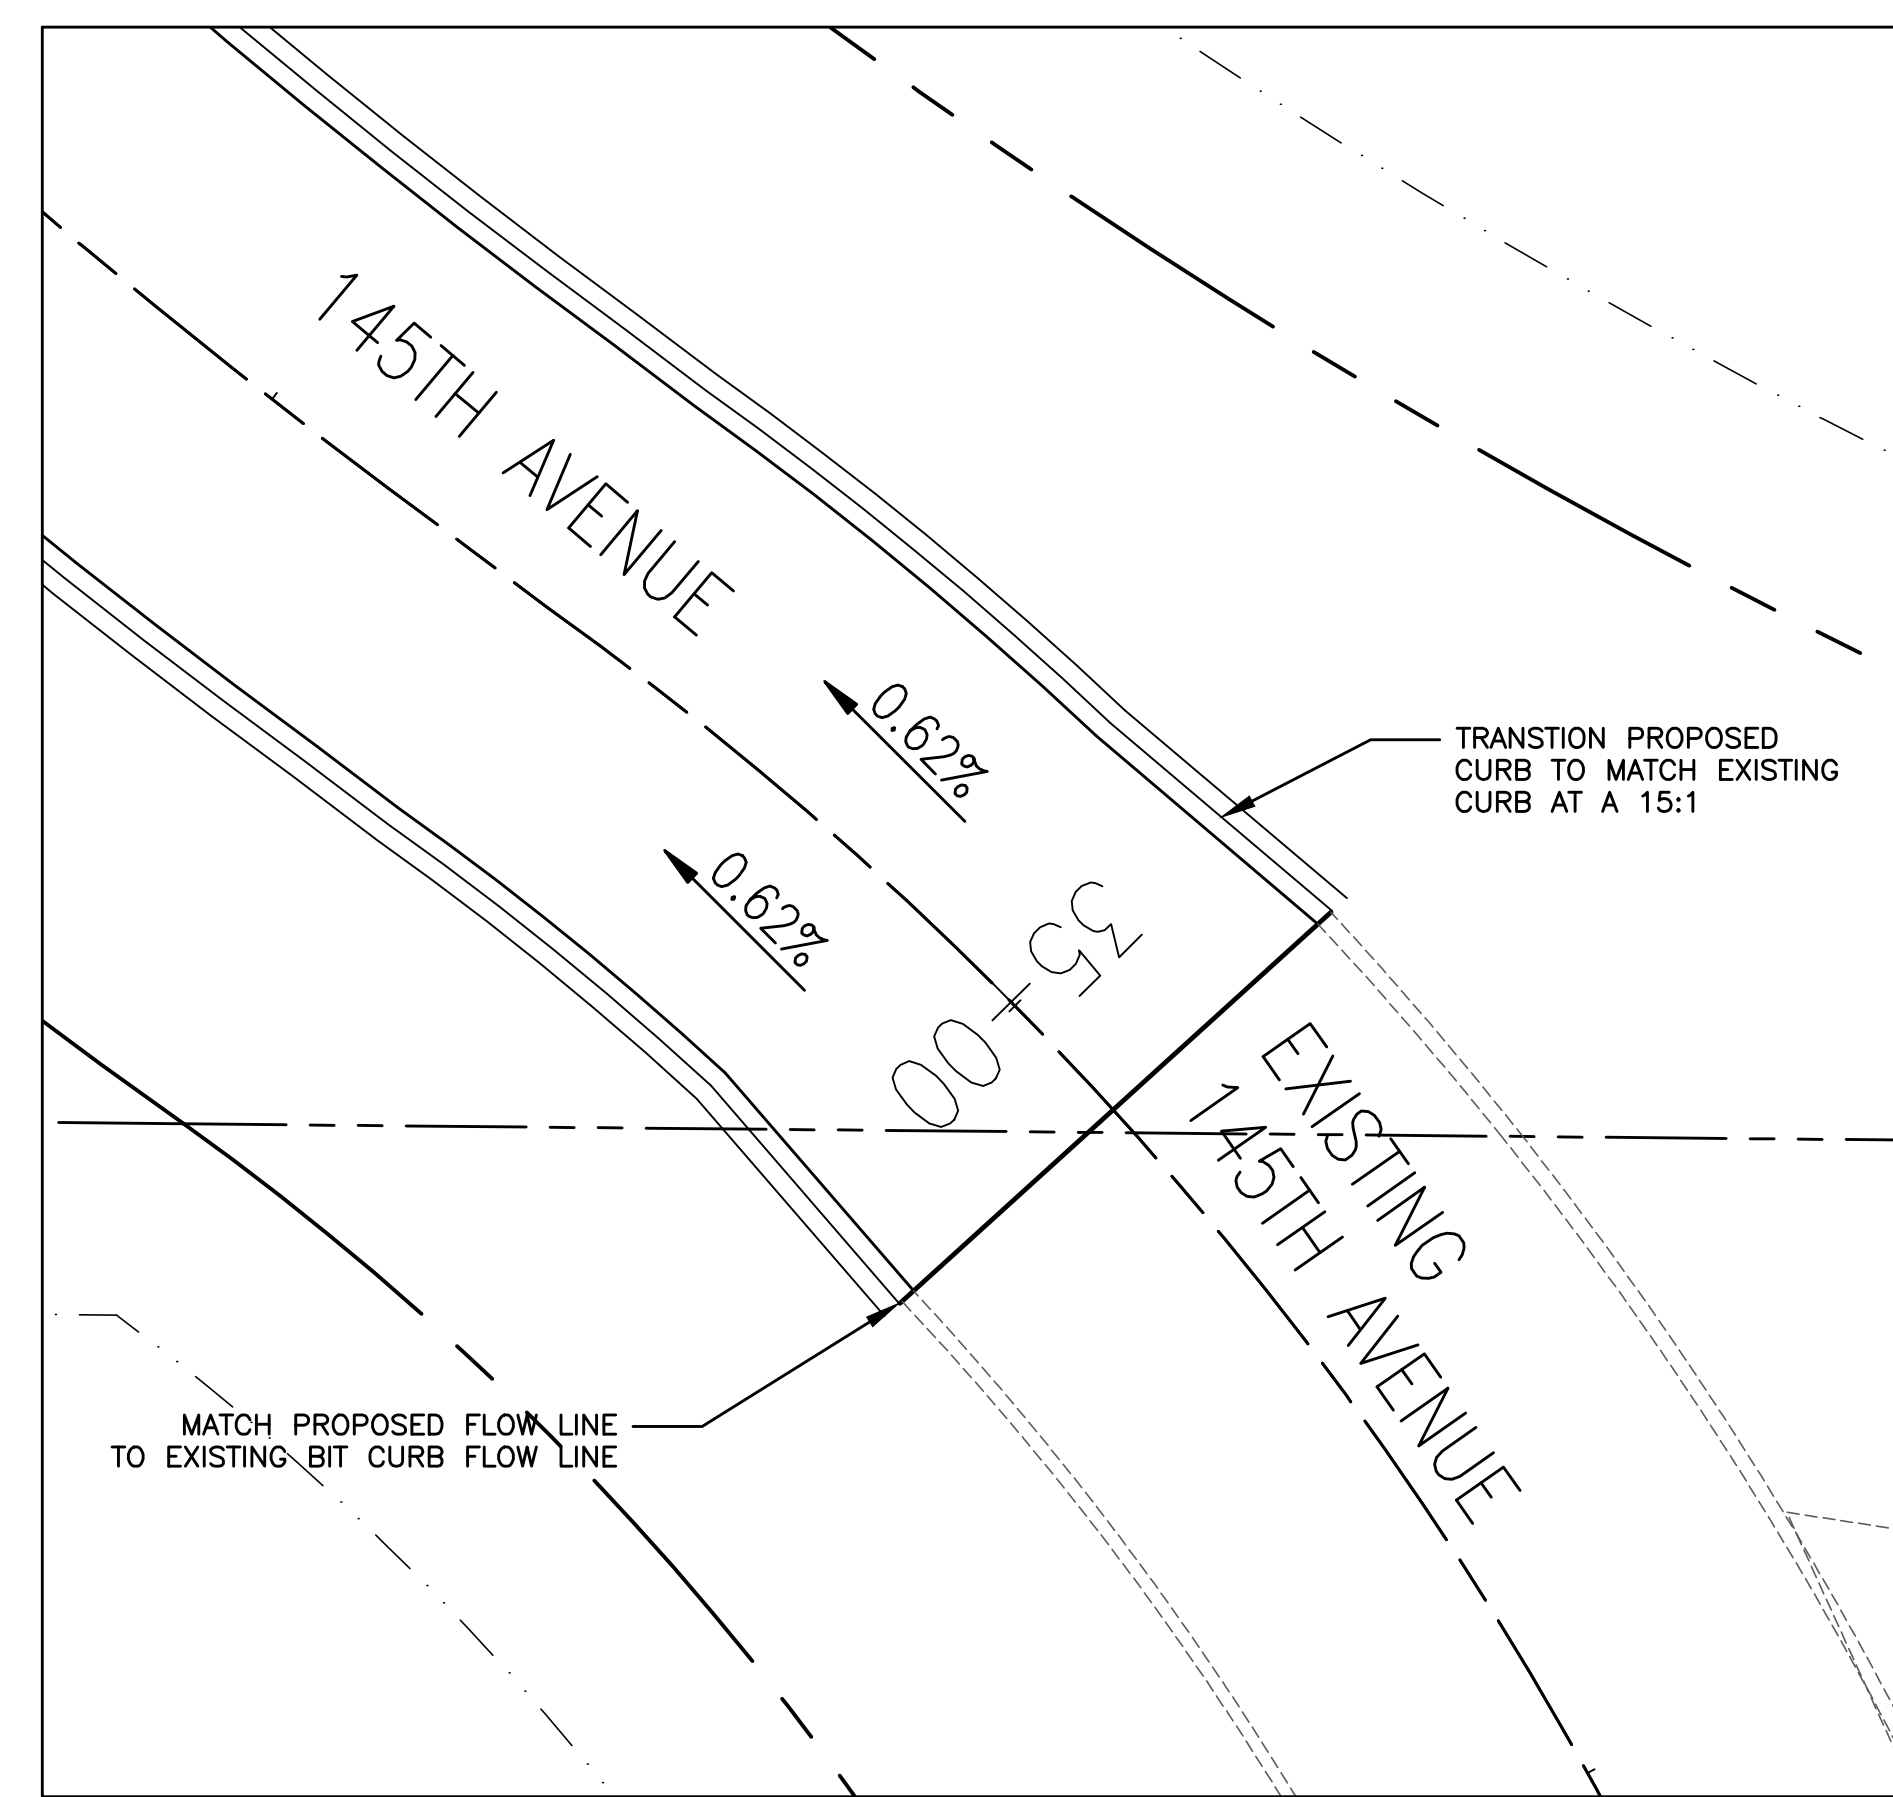 145TH AVENUE
0.62%
0.62%
TRANSTION PROPOSED
CURB TO MATCH EXISTING
CURB AT A 15:1
35+00
EXISTING
145TH AVENUE
MATCH PROPOSED FLOW LINE
TO EXISTING BIT CURB FLOW LINE